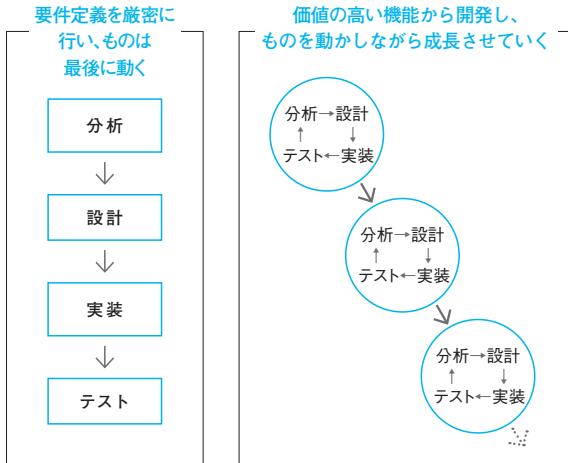 要件定義を厳密に
行い、ものは
最後に動く
分析
設計
実装
テスト
価値の高い機能から開発し、
ものを動かしながら成長させていく
分析→設計
↑ ↓
テスト←実装
分析→設計
↑ ↓
テスト←実装
分析→設計
↑ ↓
テスト←実装